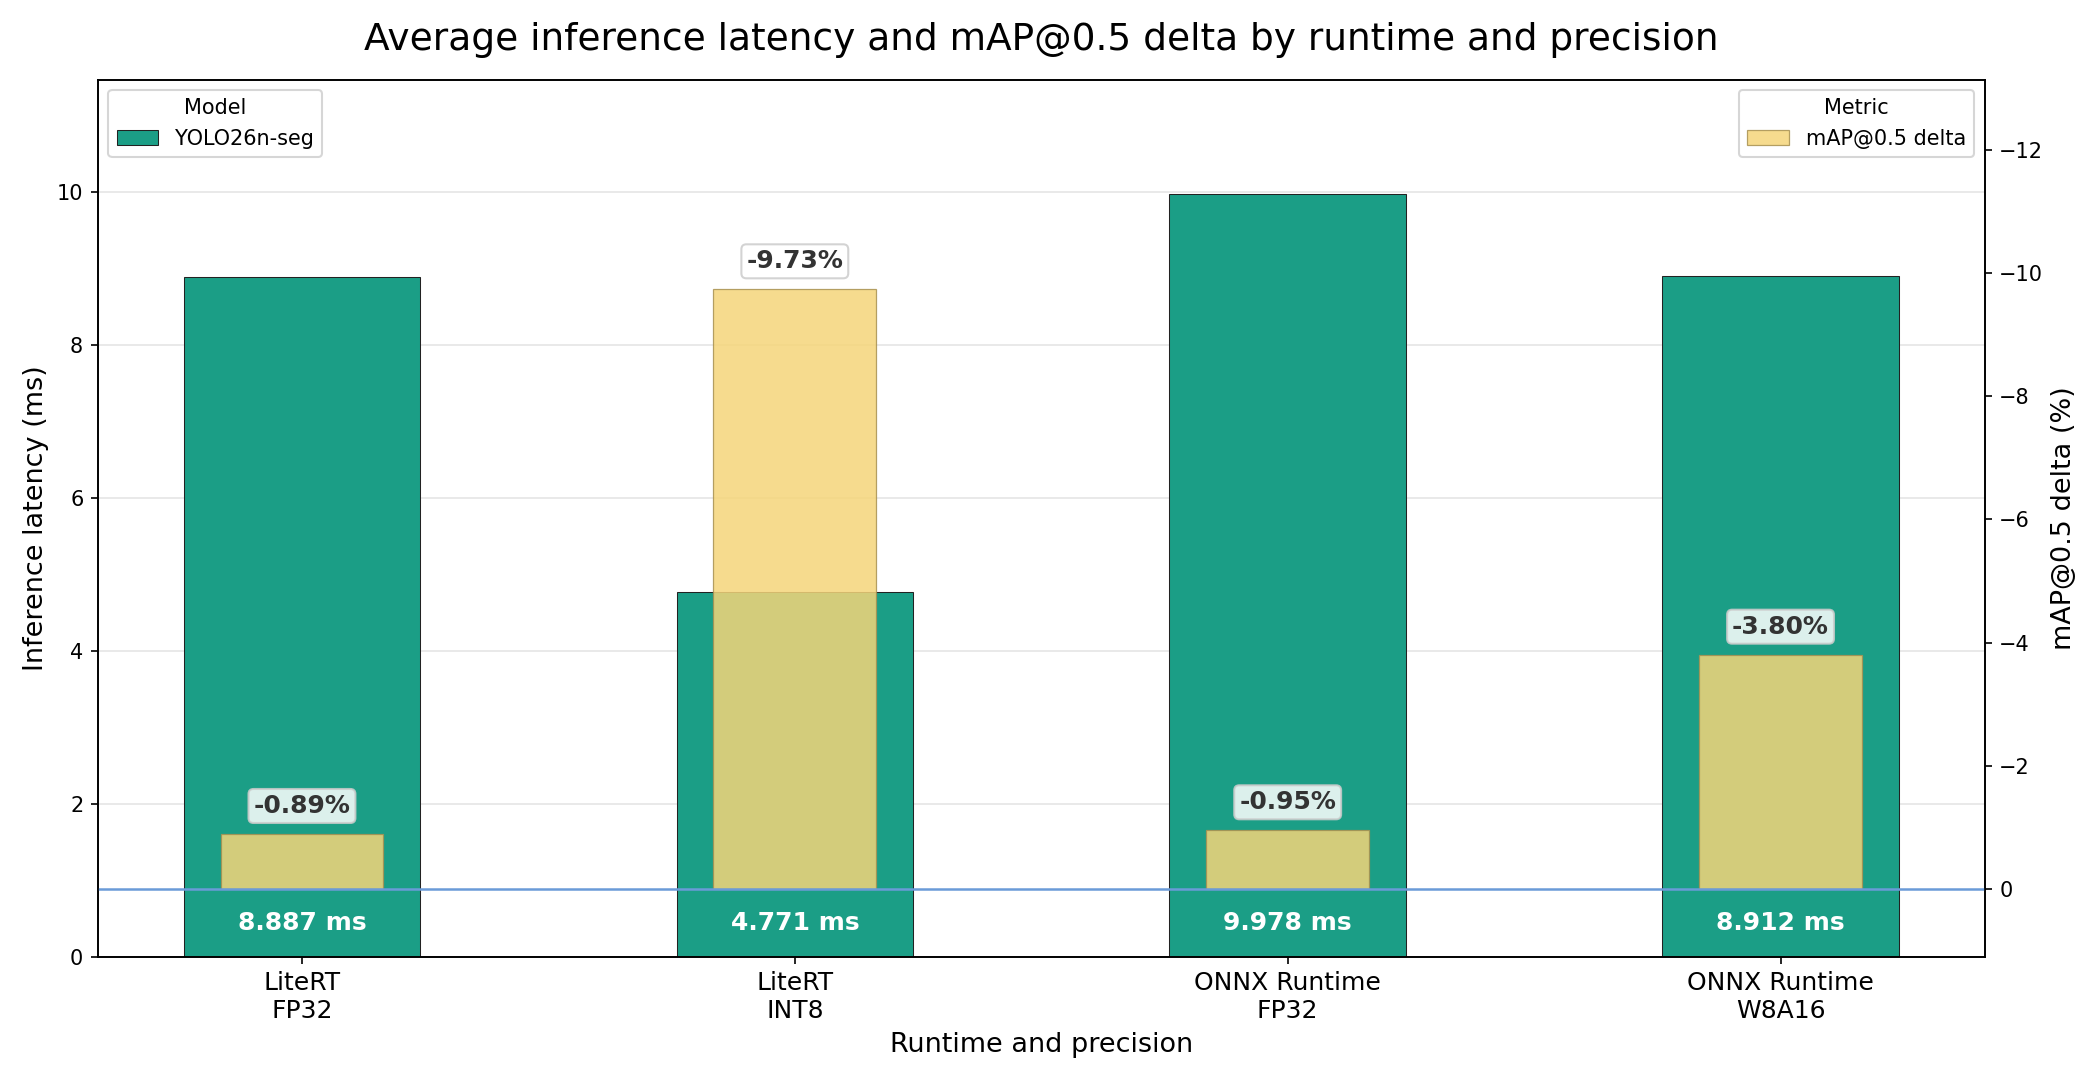 Average inference latency and mAP@0.5 delta by runtime and precision
Model
YOLO26n-seg
Metric
mAP@0.5 delta
Inference latency (ms)
10
8
6
4
2
0
−12
−10
−8
−6
−4
−2
0
mAP@0.5 delta (%)
-0.89%
-9.73%
-0.95%
-3.80%
8.887 ms
4.771 ms
9.978 ms
8.912 ms
LiteRT
FP32
LiteRT
INT8
ONNX Runtime
FP32
ONNX Runtime
W8A16
Runtime and precision